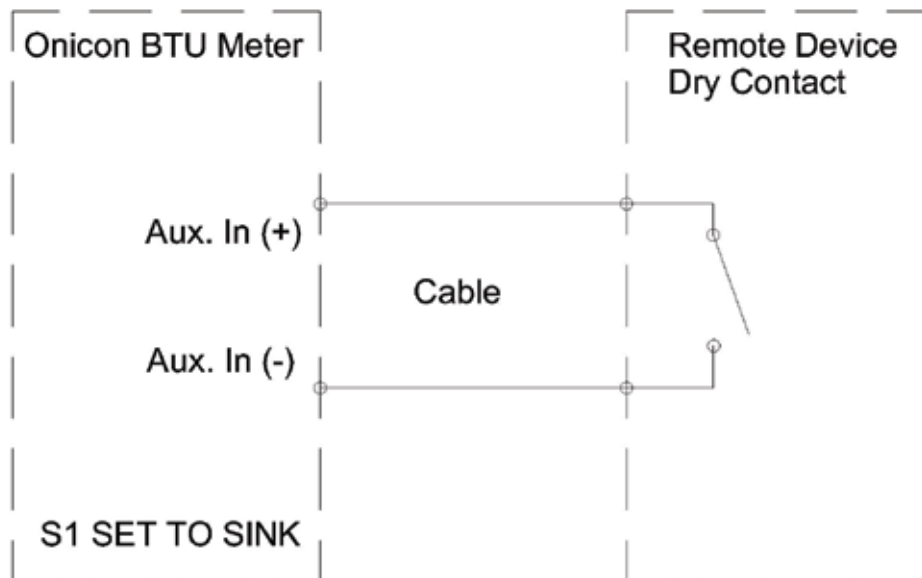 Onicon BTU Meter
Remote Device
Dry Contact
Aux. In (+)
Cable
Aux. In (-)
S1 SET TO SINK